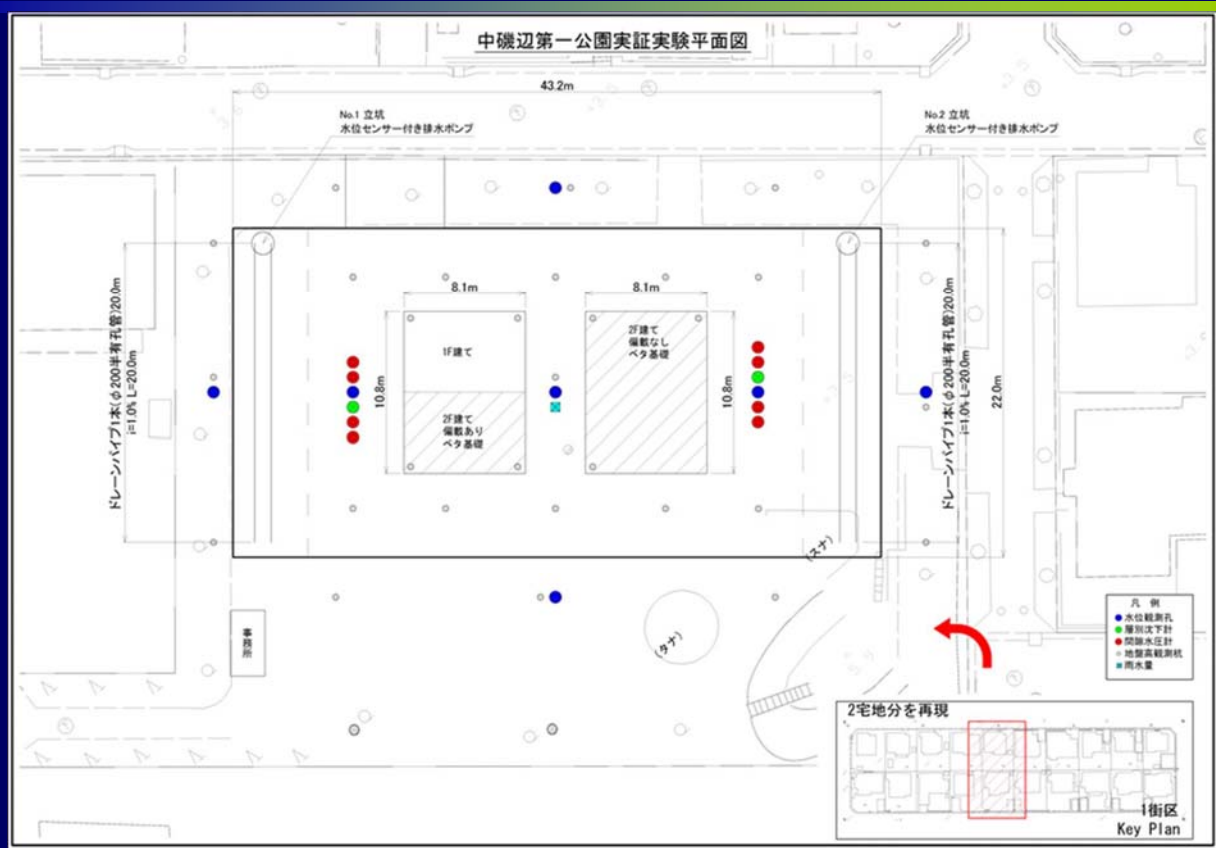 中磯辺第一公園実証実験平面図
43.2m
No.1 立坑
水位センサー付き排水ポンプ
No.2 立坑
水位センサー付き排水ポンプ
ドレーンパイプ1本(φ200半有孔管)20.0m
i=1.0% L=20.0m
8.1m
8.1m
1F建て
2F建て
偏載あり
ベタ基礎
10.8m
2F建て
偏載なし
ベタ基礎
10.8m
22.0m
ドレーンパイプ1本(φ200半有孔管)20.0m
i=1.0% L=20.0m
(スナ)
(タナ)
事務所
凡 例
水位観測孔
層別沈下計
間隙水圧計
地盤高観測杭
雨水量
2宅地分を再現
1街区
Key Plan